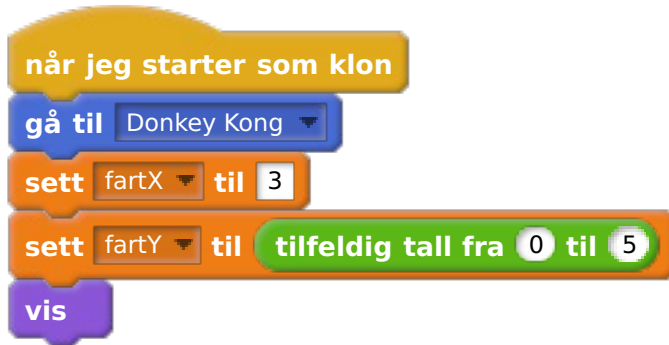 når jeg starter som klon
gå til Donkey Kong
sett fartX til 3
sett fartY til tilfeldig tall fra 0 til 5
vis